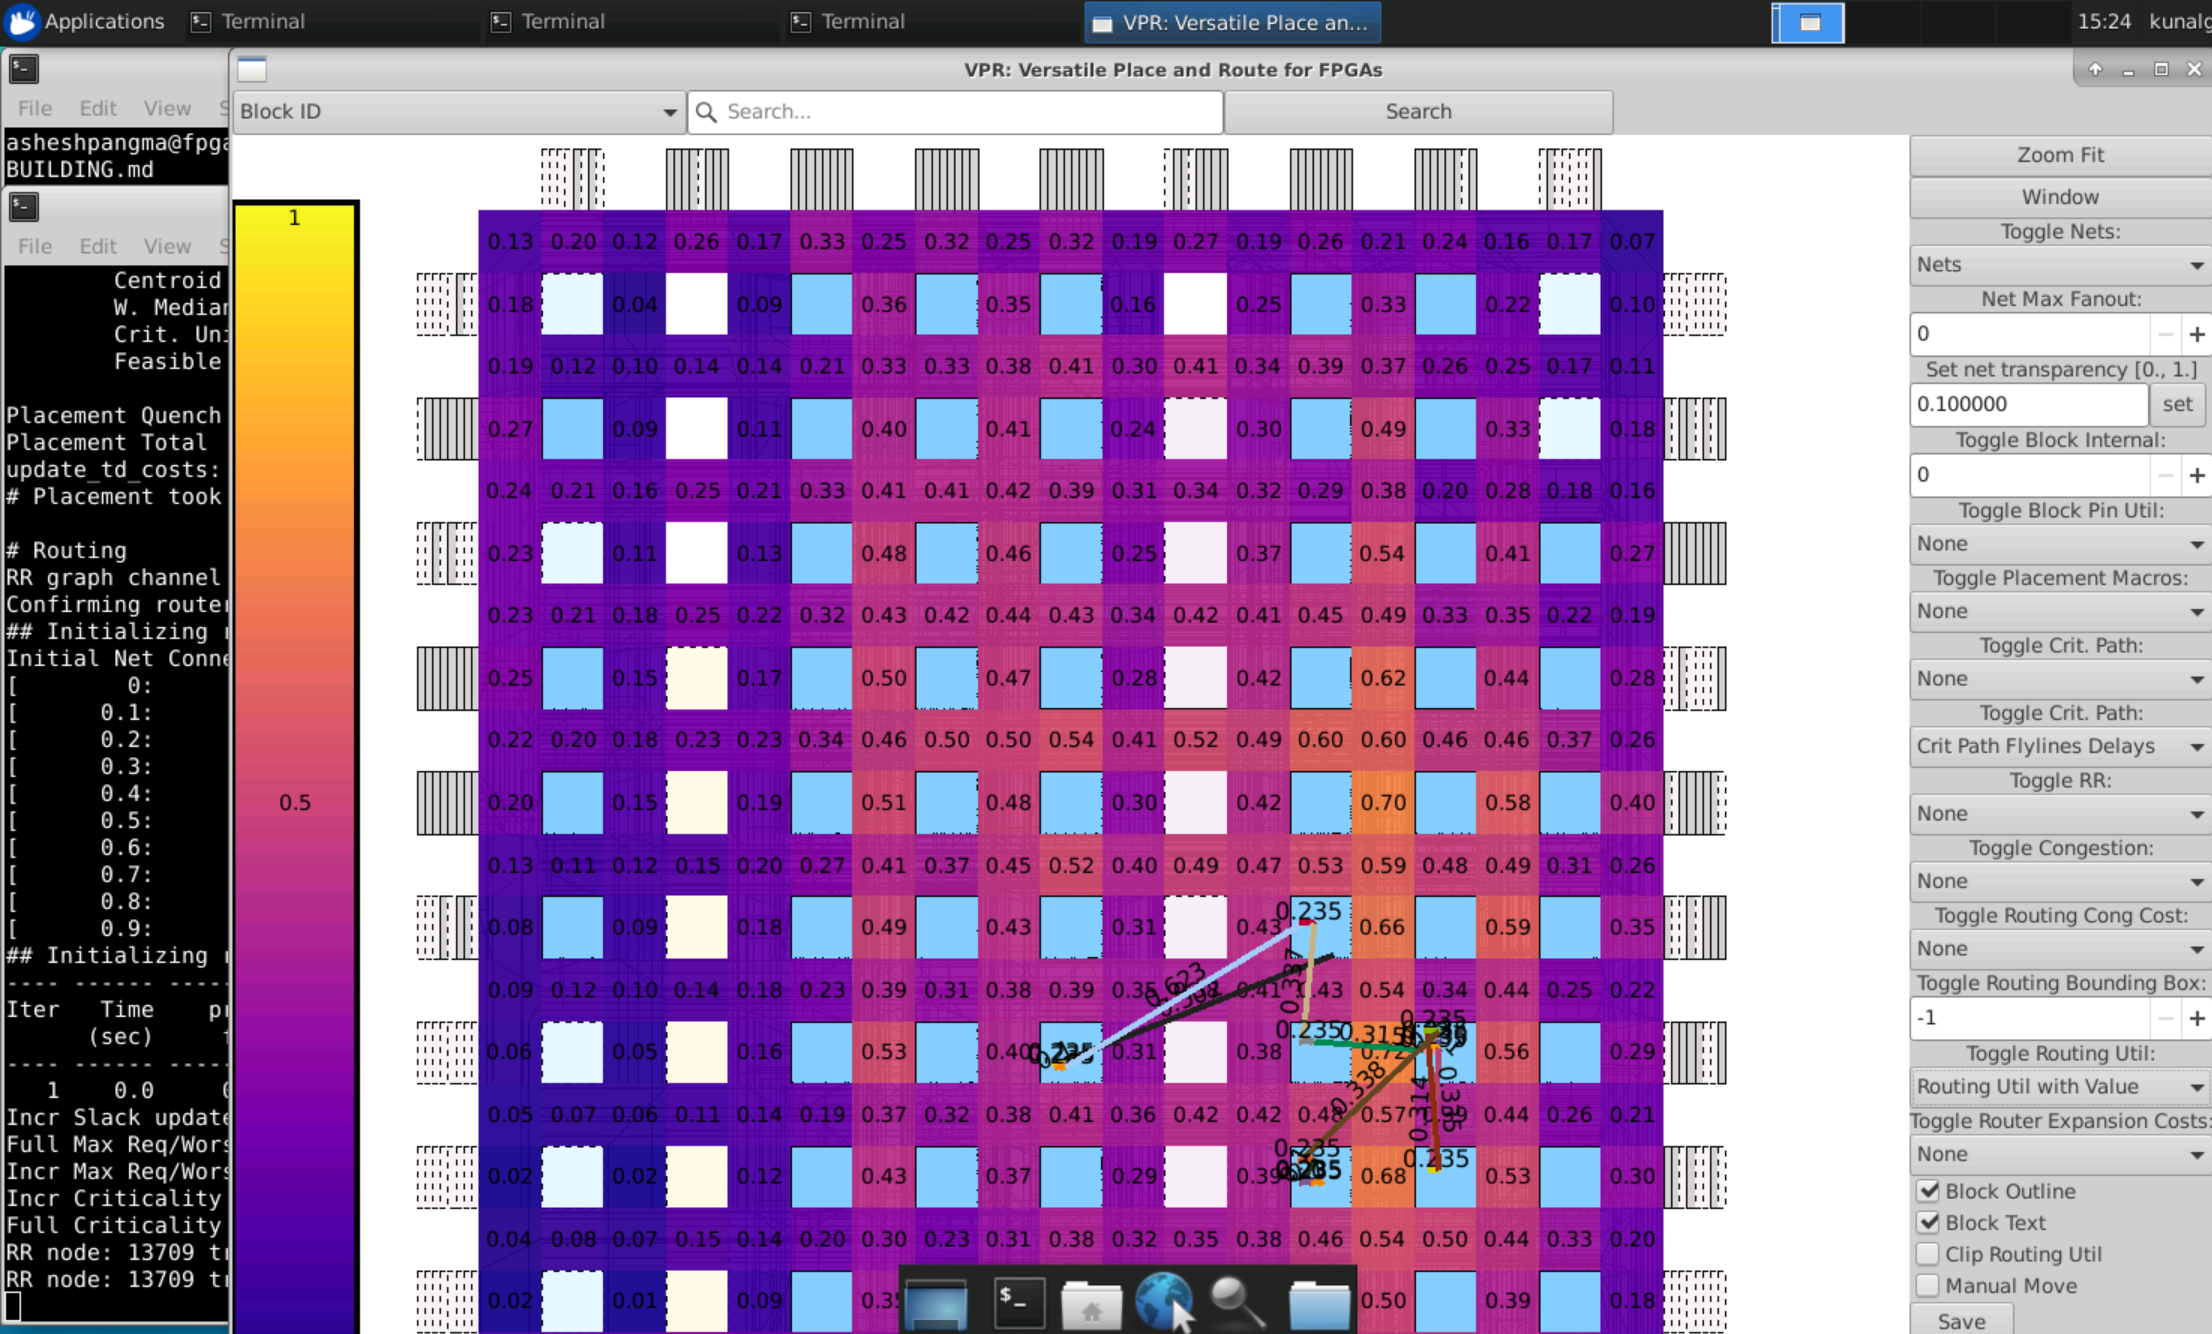 Applications
Terminal
Terminal
Terminal
VPR: Versatile Place an...
15:24
kunalg
VPR: Versatile Place and Route for FPGAs
File Edit View
asheshpangma@fpga
BUILDING.md
File Edit View
Centroid
W. Median
Crit. Uni
Feasible
Placement Quench
Placement Total
update_td_costs:
# Placement took
# Routing
RR graph channel
Confirming router
## Initializing
Initial Net Conne
[ 0:
[ 0.1:
[ 0.2:
[ 0.3:
[ 0.4:
[ 0.5:
[ 0.6:
[ 0.7:
[ 0.8:
[ 0.9:
## Initializing
---- ------ -----
Iter Time
(sec)
---- ------ -----
1 0.0
Incr Slack update
Full Max Req/Wors
Incr Max Req/Wors
Incr Criticality
Full Criticality
RR node: 13709
RR node: 13709
Block ID
Search...
Search
1
0.5
0.13 0.20 0.12 0.26 0.17 0.33 0.25 0.32 0.25 0.32 0.19 0.27 0.19 0.26 0.21 0.24 0.16 0.17 0.07
0.18 0.04 0.09 0.36 0.35 0.16 0.25 0.33 0.22 0.10
0.19 0.12 0.10 0.14 0.14 0.21 0.33 0.33 0.38 0.41 0.30 0.41 0.34 0.39 0.37 0.26 0.25 0.17 0.11
0.27 0.09 0.11 0.40 0.41 0.24 0.30 0.49 0.33 0.18
0.24 0.21 0.16 0.25 0.21 0.33 0.41 0.41 0.42 0.39 0.31 0.34 0.32 0.29 0.38 0.20 0.28 0.18 0.16
0.23 0.11 0.13 0.48 0.46 0.25 0.37 0.54 0.41 0.27
0.23 0.21 0.18 0.25 0.22 0.32 0.43 0.42 0.44 0.43 0.34 0.42 0.41 0.45 0.49 0.33 0.35 0.22 0.19
0.25 0.15 0.17 0.50 0.47 0.28 0.42 0.62 0.44 0.28
0.22 0.20 0.18 0.23 0.23 0.34 0.46 0.50 0.50 0.54 0.41 0.52 0.49 0.60 0.60 0.46 0.46 0.37 0.26
0.20 0.15 0.19 0.51 0.48 0.30 0.42 0.70 0.58 0.40
0.13 0.11 0.12 0.15 0.20 0.27 0.41 0.37 0.45 0.52 0.40 0.49 0.47 0.53 0.59 0.48 0.49 0.31 0.26
0.235
0.08 0.09 0.18 0.49 0.43 0.31 0.43 0.66 0.59 0.35
0.623 0.337
0.09 0.12 0.10 0.14 0.18 0.23 0.39 0.31 0.38 0.39 0.35 0.41 0.43 0.54 0.34 0.44 0.25 0.22
0.235 0.315 0.235
0.06 0.05 0.16 0.53 0.40 0.235 0.31 0.38 0.72 0.56 0.29
0.338 0.314 0.335
0.05 0.07 0.06 0.11 0.14 0.19 0.37 0.32 0.38 0.41 0.36 0.42 0.42 0.48 0.57 0.44 0.26 0.21
0.235 0.235
0.02 0.02 0.12 0.43 0.37 0.29 0.39 0.68 0.53 0.30
0.04 0.08 0.07 0.15 0.14 0.20 0.30 0.23 0.31 0.38 0.32 0.35 0.38 0.46 0.54 0.50 0.44 0.33 0.20
0.02 0.01 0.09 0.50 0.39 0.18
Zoom Fit
Window
Toggle Nets:
Nets
Net Max Fanout:
0
Set net transparency [0., 1.]
0.100000
set
Toggle Block Internal:
0
Toggle Block Pin Util:
None
Toggle Placement Macros:
None
Toggle Crit. Path:
None
Toggle Crit. Path:
Crit Path Flylines Delays
Toggle RR:
None
Toggle Congestion:
None
Toggle Routing Cong Cost:
None
Toggle Routing Bounding Box:
-1
Toggle Routing Util:
Routing Util with Value
Toggle Router Expansion Costs:
None
Block Outline
Block Text
Clip Routing Util
Manual Move
Save